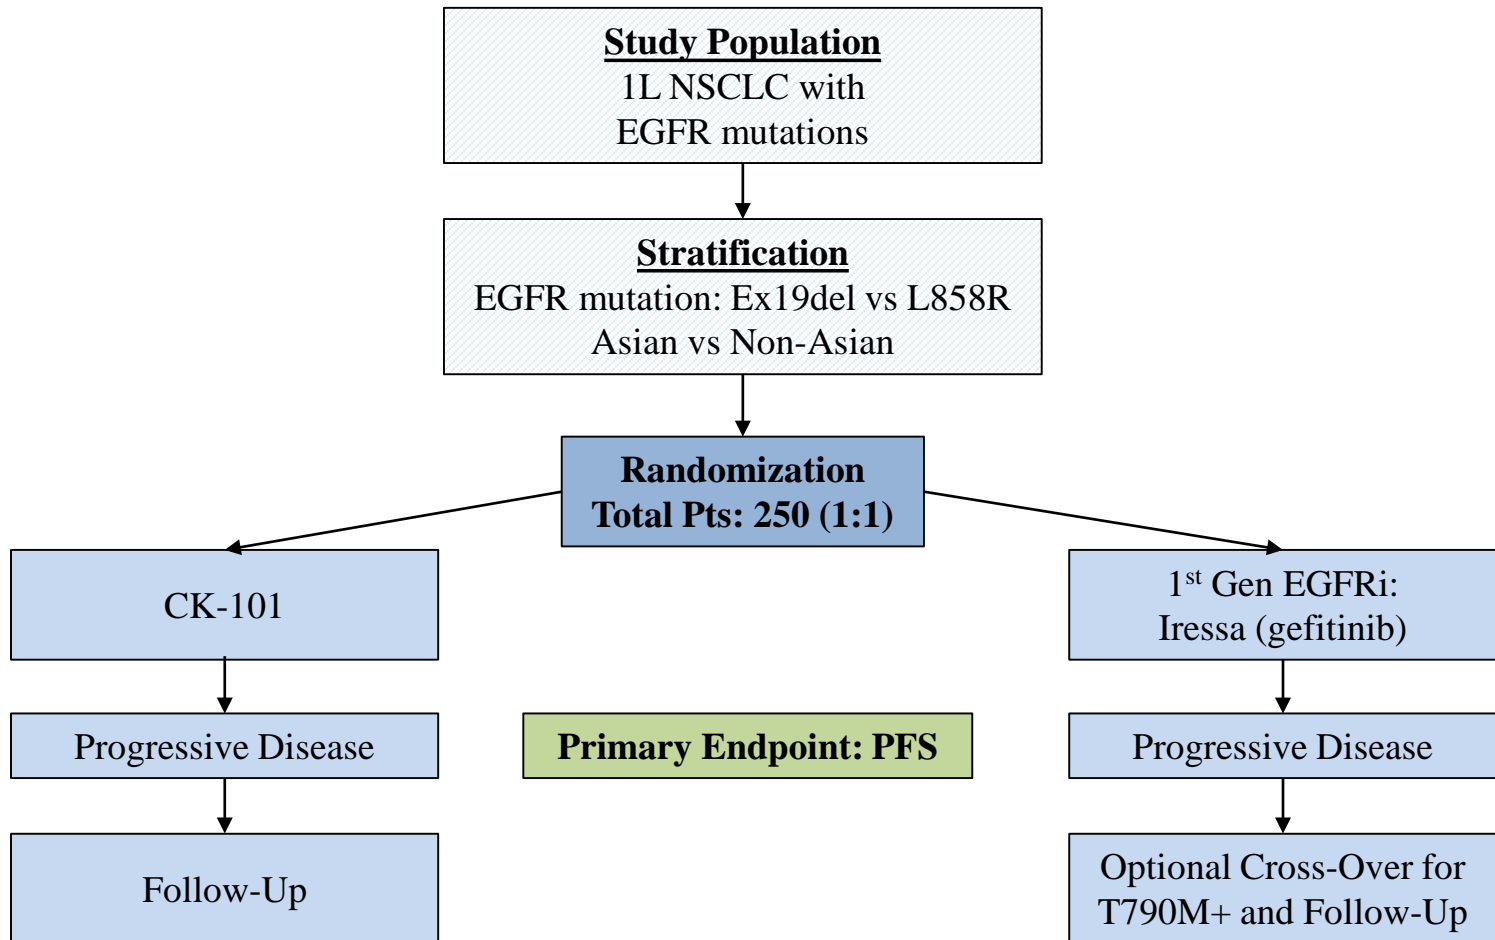 Study Population
1L NSCLC with
EGFR mutations
Stratification
EGFR mutation: Ex19del vs L858R
Asian vs Non-Asian
Randomization
Total Pts: 250 (1:1)
CK-101
1st Gen EGFRi:
Iressa (gefitinib)
Progressive Disease
Primary Endpoint: PFS
Progressive Disease
Follow-Up
Optional Cross-Over for
T790M+ and Follow-Up